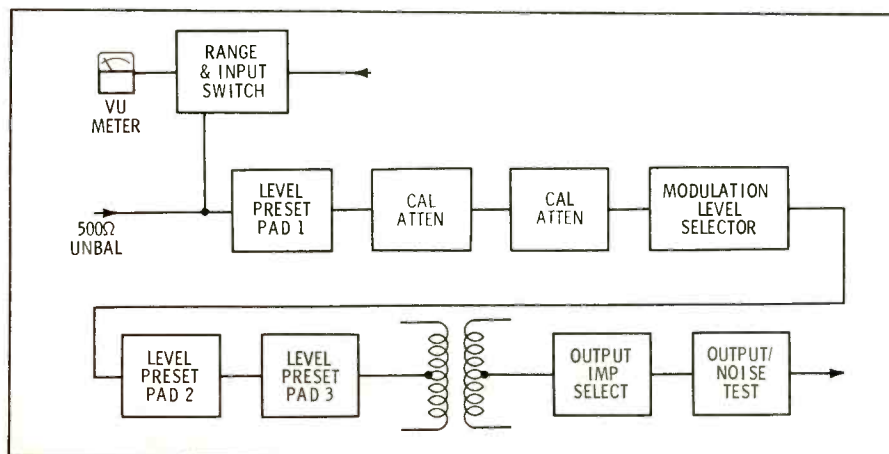 RANGE
& INPUT
SWITCH
VU
METER
500Ω
UNBAL
LEVEL
PRESET
PAD 1
CAL
ATTEN
CAL
ATTEN
MODULATION
LEVEL
SELECTOR
LEVEL
PRESET
PAD 2
LEVEL
PRESET
PAD 3
OUTPUT
IMP
SELECT
OUTPUT/
NOISE
TEST